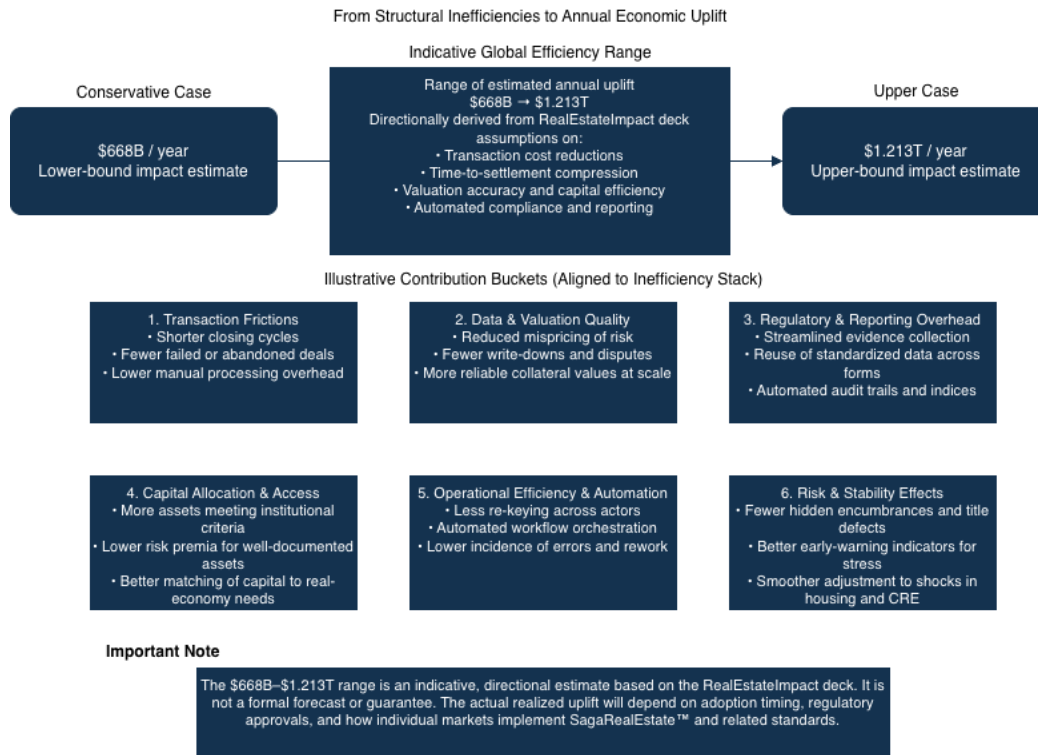 From Structural Inefficiencies to Annual Economic Uplift
Indicative Global Efficiency Range
Conservative Case
$668B / year
Lower-bound impact estimate
Range of estimated annual uplift
$668B → $1.213T
Directionally derived from RealEstateImpact deck
assumptions on:
• Transaction cost reductions
• Time-to-settlement compression
• Valuation accuracy and capital efficiency
• Automated compliance and reporting
Upper Case
$1.213T / year
Upper-bound impact estimate
Illustrative Contribution Buckets (Aligned to Inefficiency Stack)
1. Transaction Frictions
• Shorter closing cycles
• Fewer failed or abandoned deals
• Lower manual processing overhead
2. Data & Valuation Quality
• Reduced mispricing of risk
• Fewer write-downs and disputes
• More reliable collateral values at scale
3. Regulatory & Reporting Overhead
• Streamlined evidence collection
• Reuse of standardized data across
forms
• Automated audit trails and indices
4. Capital Allocation & Access
• More assets meeting institutional
criteria
• Lower risk premia for well-documented
assets
• Better matching of capital to real-
economy needs
5. Operational Efficiency & Automation
• Less re-keying across actors
• Automated workflow orchestration
• Lower incidence of errors and rework
6. Risk & Stability Effects
• Fewer hidden encumbrances and title
defects
• Better early-warning indicators for
stress
• Smoother adjustment to shocks in
housing and CRE
Important Note
The $668B–$1.213T range is an indicative, directional estimate based on the RealEstateImpact deck. It is
not a formal forecast or guarantee. The actual realized uplift will depend on adoption timing, regulatory
approvals, and how individual markets implement SagaRealEstate™ and related standards.